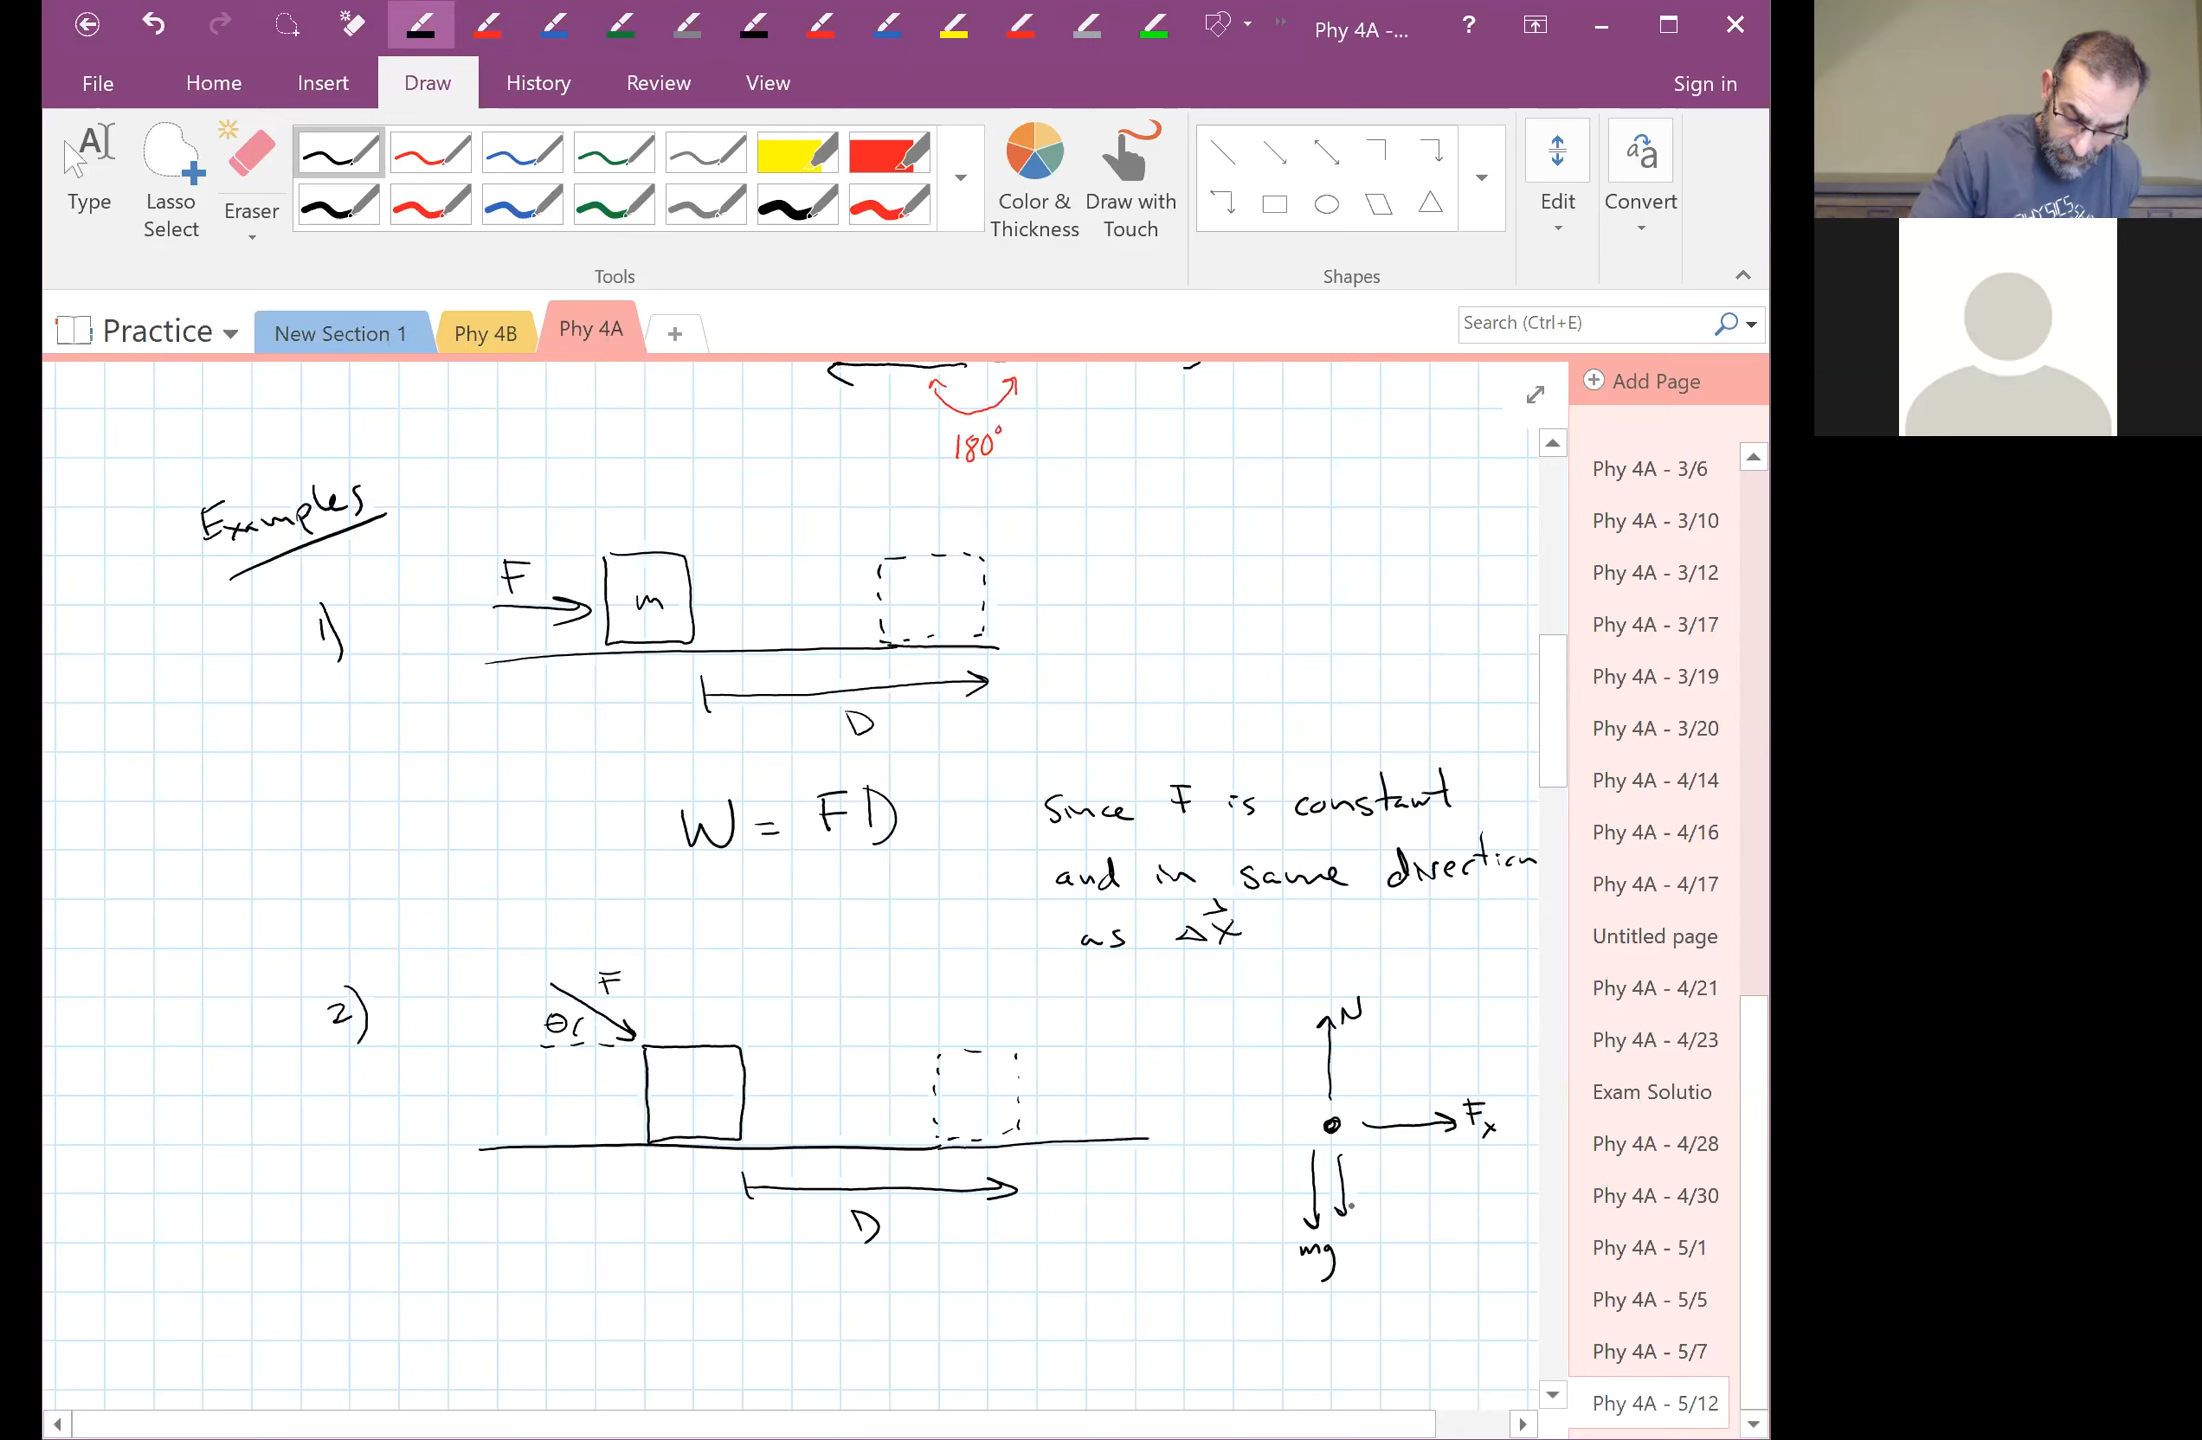 Phy 4A -...
?
File
Home
Insert
Draw
History
Review
View
Sign in
Type
Lasso
Select
Eraser
Color &
Thickness
Draw with
Touch
Edit
Convert
Tools
Shapes
Practice
New Section 1
Phy 4B
Phy 4A
Search (Ctrl+E)
Add Page
Phy 4A - 3/6
Phy 4A - 3/10
Phy 4A - 3/12
Phy 4A - 3/17
Phy 4A - 3/19
Phy 4A - 3/20
Phy 4A - 4/14
Phy 4A - 4/16
Phy 4A - 4/17
Untitled page
Phy 4A - 4/21
Phy 4A - 4/23
Exam Solutio
Phy 4A - 4/28
Phy 4A - 4/30
Phy 4A - 5/1
Phy 4A - 5/5
Phy 4A - 5/7
Phy 4A - 5/12
180°
Examples
1)
F
m
D
W = FD
since F is constant
and in same direction
as Δx⃗
2)
F
θ
D
N
Fx
mg
PHYSICS